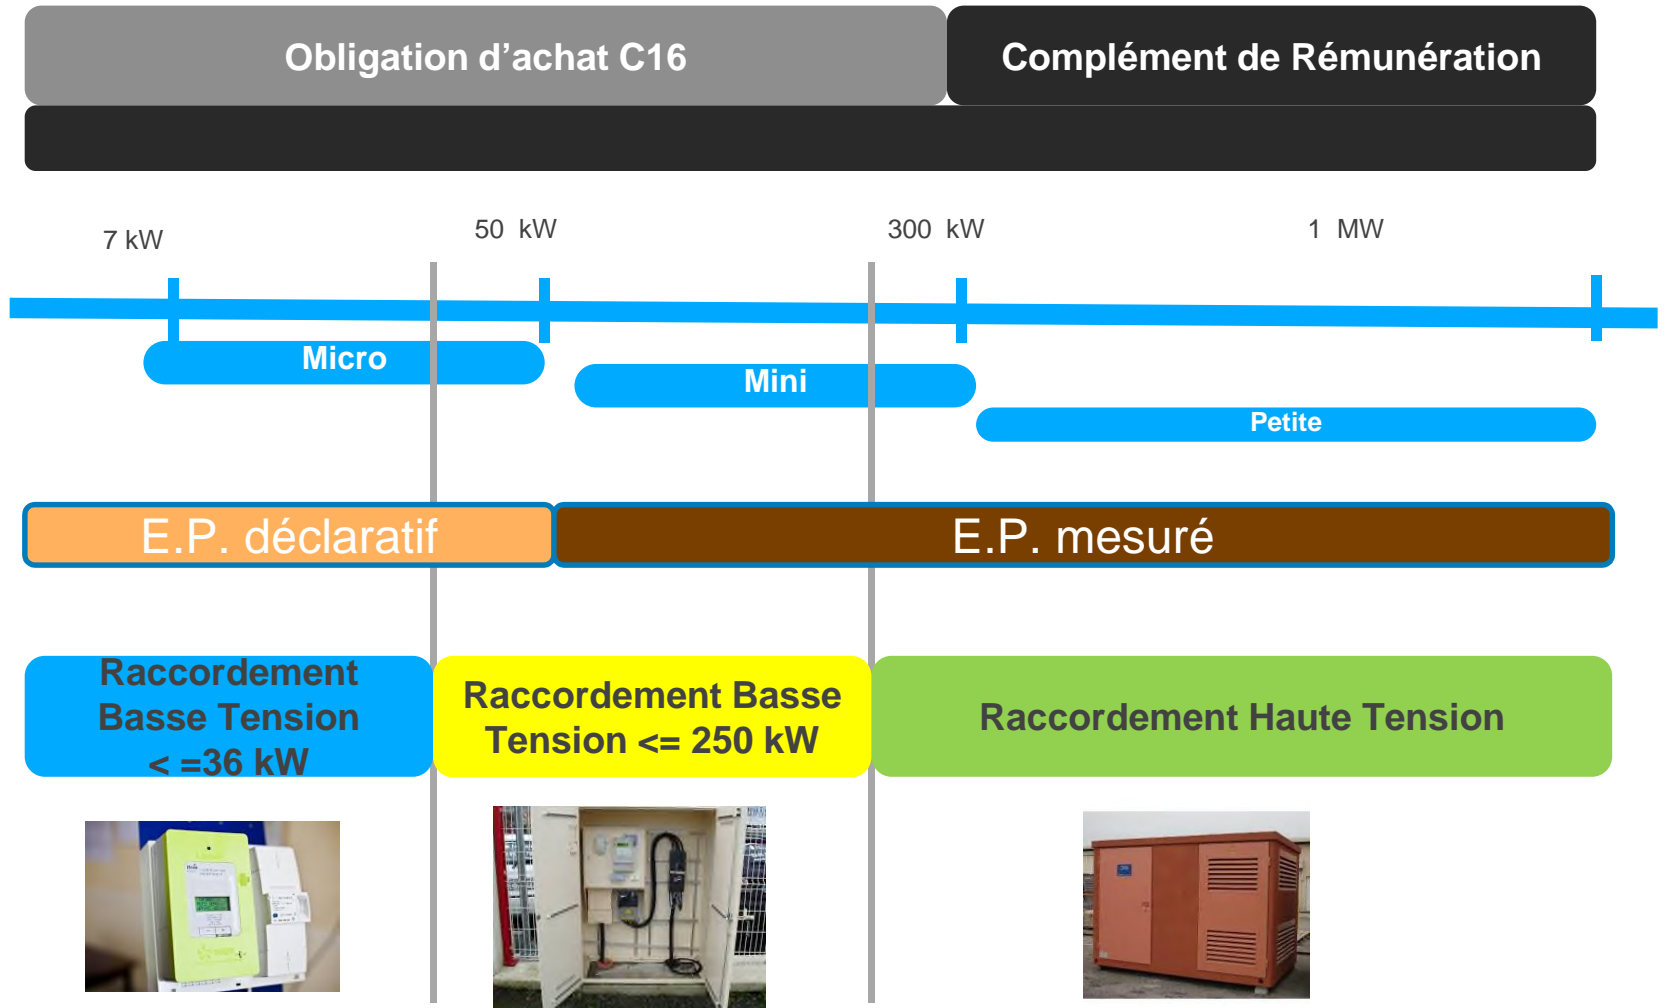 Obligation d’achat C16
Complément de Rémunération
7 kW
50 kW
300 kW
1 MW
Micro
Mini
Petite
E.P. déclaratif
E.P. mesuré
Raccordement
Basse Tension
< =36 kW
Raccordement Basse
Tension <= 250 kW
Raccordement Haute Tension